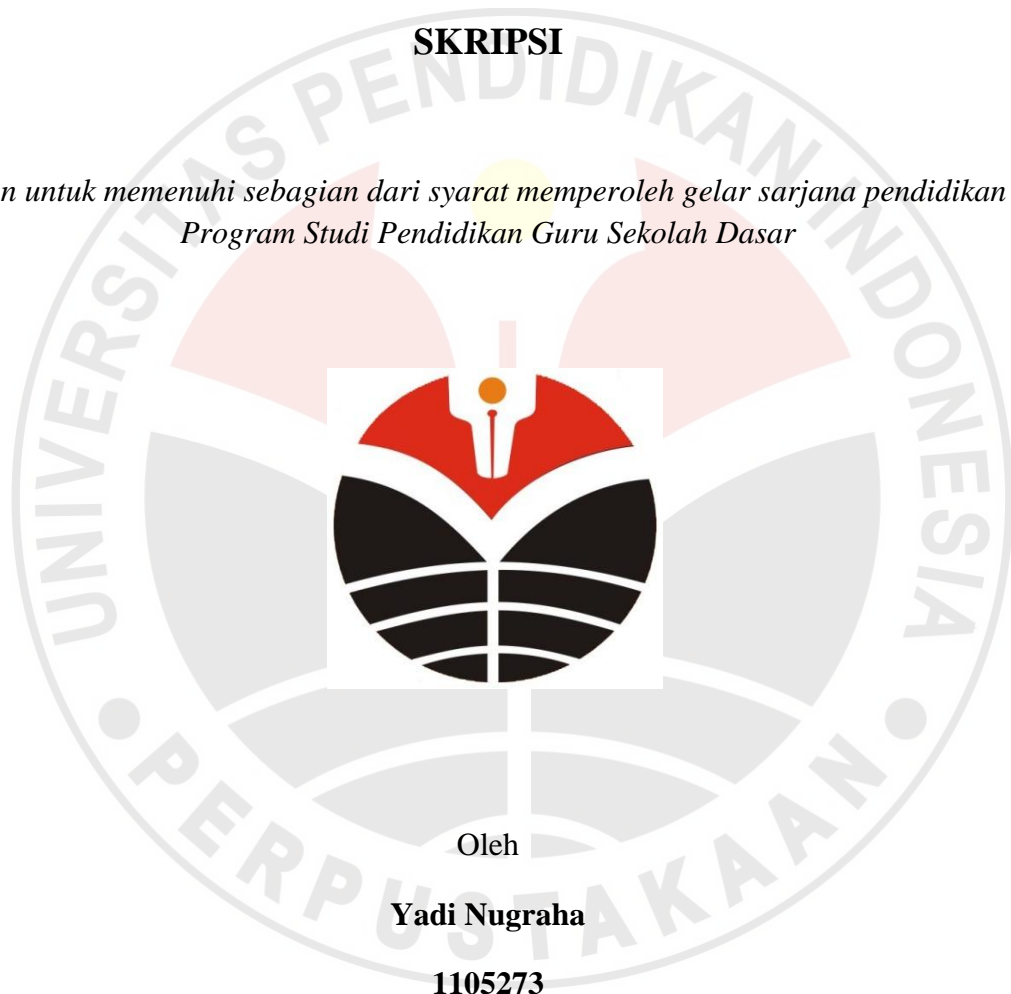 SKRIPSI
n untuk memenuhi sebagian dari syarat memperoleh gelar sarjana pendidikan
Program Studi Pendidikan Guru Sekolah Dasar
UNIVERSITAS PENDIDIKAN INDONESIA
Oleh
Yadi Nugraha
1105273
PERPUSTAKAAN